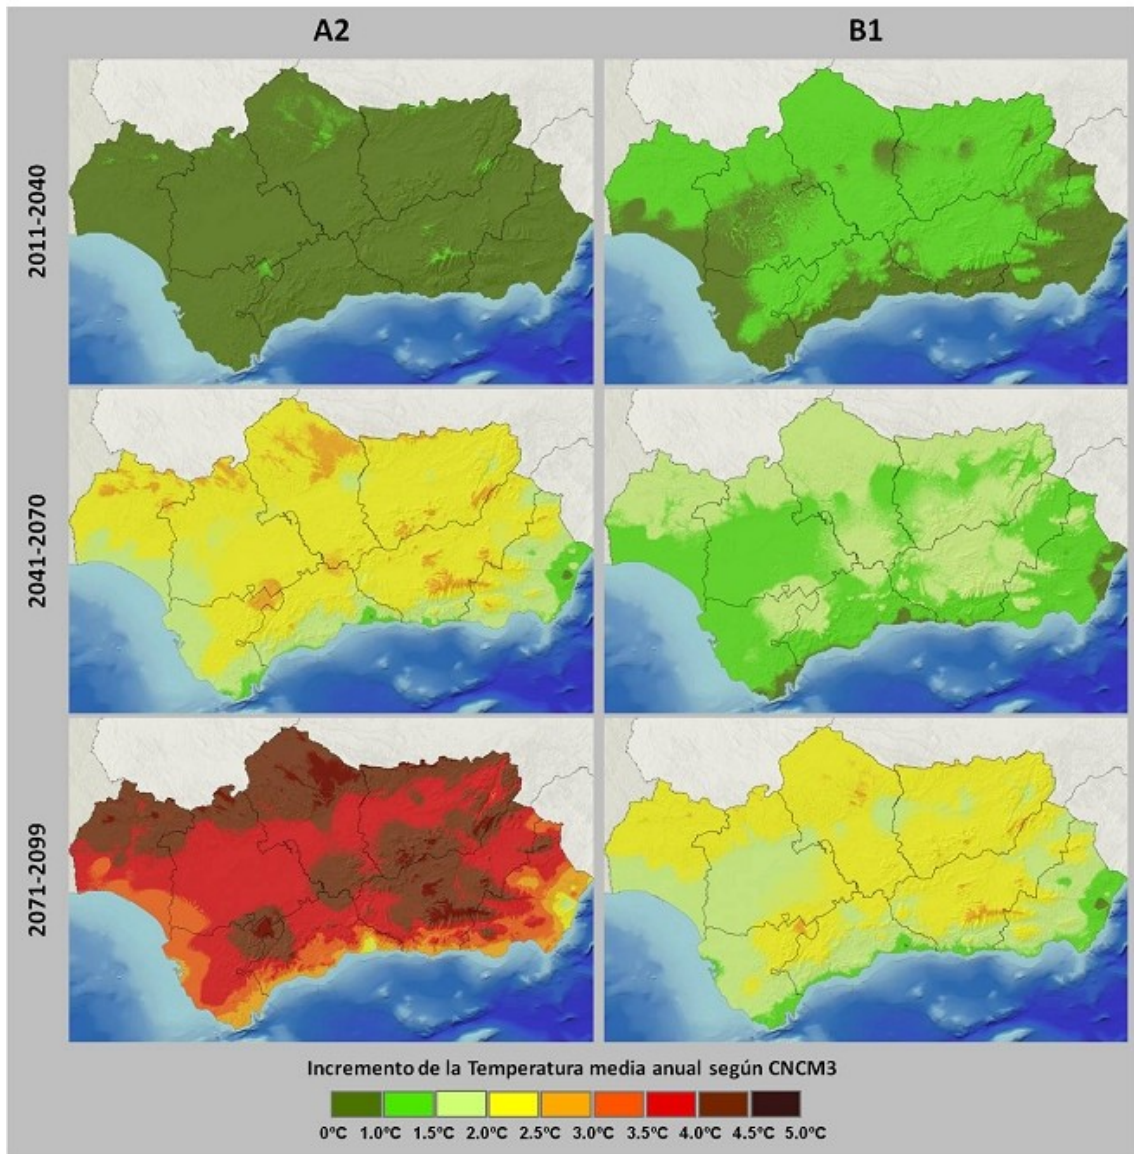 A2 B1
2011-2040
2041-2070
2071-2099
Incremento de la Temperatura media anual según CNCM3
0ºC 1.0ºC 1.5ºC 2.0ºC 2.5ºC 3.0ºC 3.5ºC 4.0ºC 4.5ºC 5.0ºC